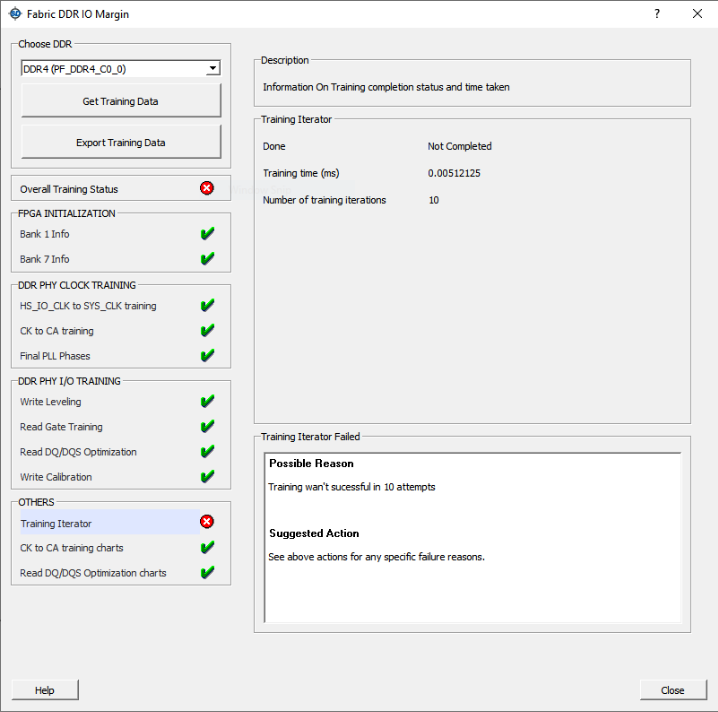 Fabric DDR IO Margin
?
Choose DDR
DDR4 (PF_DDR4_C0_0)
Get Training Data
Export Training Data
Overall Training Status
FPGA INITIALIZATION
Bank 1 Info
Bank 7 Info
DDR PHY CLOCK TRAINING
HS_IO_CLK to SYS_CLK training
CK to CA training
Final PLL Phases
DDR PHY I/O TRAINING
Write Leveling
Read Gate Training
Read DQ/DQS Optimization
Write Calibration
OTHERS
Training Iterator
CK to CA training charts
Read DQ/DQS Optimization charts
Description
Information On Training completion status and time taken
Training Iterator
Done Not Completed
Training time (ms) 0.00512125
Number of training iterations 10
Training Iterator Failed
Possible Reason
Training wan't sucessful in 10 attempts
Suggested Action
See above actions for any specific failure reasons.
Help
Close